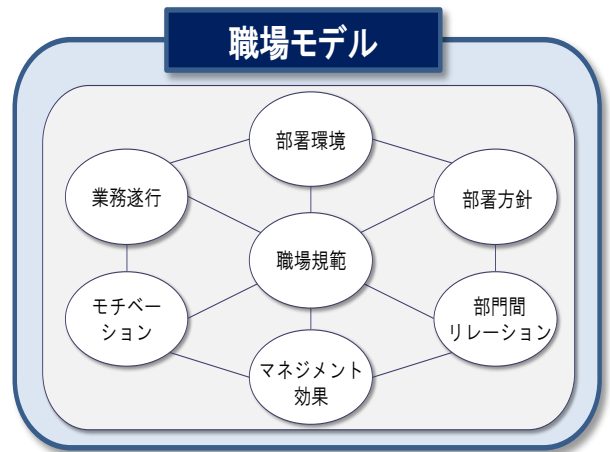 職場モデル
部署環境
業務遂行
部署方針
職場規範
モチベー
ション
部門間
リレーション
マネジメント
効果